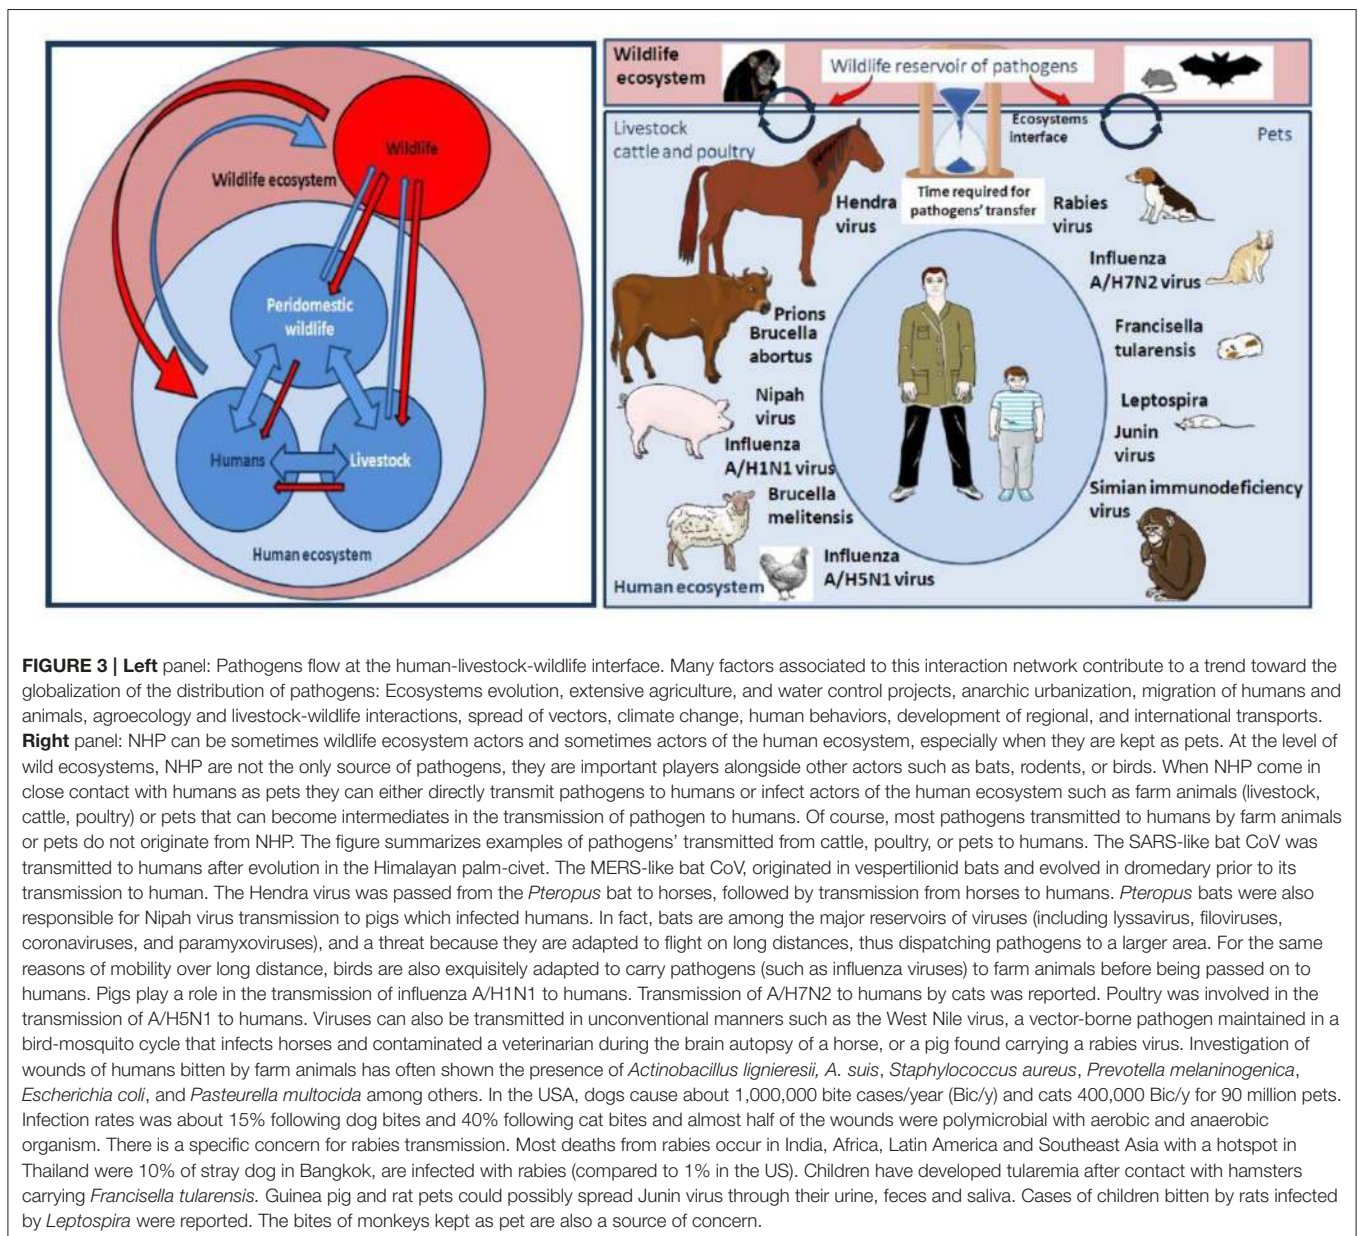 Wildlife
Wildlife ecosystem
Peridomestic
wildlife
Humans
Livestock
Human ecosystem
Wildlife
ecosystem
Wildlife reservoir of pathogens
Livestock
cattle and poultry
Ecosystems
Interface
Pets
Time required for
pathogens' transfer
Hendra
virus
Rabies
virus
Influenza
A/H7N2 virus
Prions
Brucella
abortus
Francisella
tularensis
Nipah
virus
Leptospira
Junin
virus
Influenza
A/H1N1 virus
Brucella
melitensis
Simian immunodeficiency
virus
Influenza
A/H5N1 virus
Human ecosystem
FIGURE 3 | Left panel: Pathogens flow at the human-livestock-wildlife interface. Many factors associated to this interaction network contribute to a trend toward the
globalization of the distribution of pathogens: Ecosystems evolution, extensive agriculture, and water control projects, anarchic urbanization, migration of humans and
animals, agroecology and livestock-wildlife interactions, spread of vectors, climate change, human behaviors, development of regional, and international transports.
Right panel: NHP can be sometimes wildlife ecosystem actors and sometimes actors of the human ecosystem, especially when they are kept as pets. At the level of
wild ecosystems, NHP are not the only source of pathogens, they are important players alongside other actors such as bats, rodents, or birds. When NHP come in
close contact with humans as pets they can either directly transmit pathogens to humans or infect actors of the human ecosystem such as farm animals (livestock,
cattle, poultry) or pets that can become intermediates in the transmission of pathogen to humans. Of course, most pathogens transmitted to humans by farm animals
or pets do not originate from NHP. The figure summarizes examples of pathogens' transmitted from cattle, poultry, or pets to humans. The SARS-like bat CoV was
transmitted to humans after evolution in the Himalayan palm-civet. The MERS-like bat CoV, originated in vespertilionid bats and evolved in dromedary prior to its
transmission to human. The Hendra virus was passed from the Pteropus bat to horses, followed by transmission from horses to humans. Pteropus bats were also
responsible for Nipah virus transmission to pigs which infected humans. In fact, bats are among the major reservoirs of viruses (including lyssavirus, filoviruses,
coronaviruses, and paramyxoviruses), and a threat because they are adapted to flight on long distances, thus dispatching pathogens to a larger area. For the same
reasons of mobility over long distance, birds are also exquisitely adapted to carry pathogens (such as influenza viruses) to farm animals before being passed on to
humans. Pigs play a role in the transmission of influenza A/H1N1 to humans. Transmission of A/H7N2 to humans by cats was reported. Poultry was involved in the
transmission of A/H5N1 to humans. Viruses can also be transmitted in unconventional manners such as the West Nile virus, a vector-borne pathogen maintained in a
bird-mosquito cycle that infects horses and contaminated a veterinarian during the brain autopsy of a horse, or a pig found carrying a rabies virus. Investigation of
wounds of humans bitten by farm animals has often shown the presence of Actinobacillus lignieresii, A. suis, Staphylococcus aureus, Prevotella melaninogenica,
Escherichia coli, and Pasteurella multocida among others. In the USA, dogs cause about 1,000,000 bite cases/year (Bic/y) and cats 400,000 Bic/y for 90 million pets.
Infection rates was about 15% following dog bites and 40% following cat bites and almost half of the wounds were polymicrobial with aerobic and anaerobic
organism. There is a specific concern for rabies transmission. Most deaths from rabies occur in India, Africa, Latin America and Southeast Asia with a hotspot in
Thailand were 10% of stray dog in Bangkok, are infected with rabies (compared to 1% in the US). Children have developed tularemia after contact with hamsters
carrying Francisella tularensis. Guinea pig and rat pets could possibly spread Junin virus through their urine, feces and saliva. Cases of children bitten by rats infected
by Leptospira were reported. The bites of monkeys kept as pet are also a source of concern.